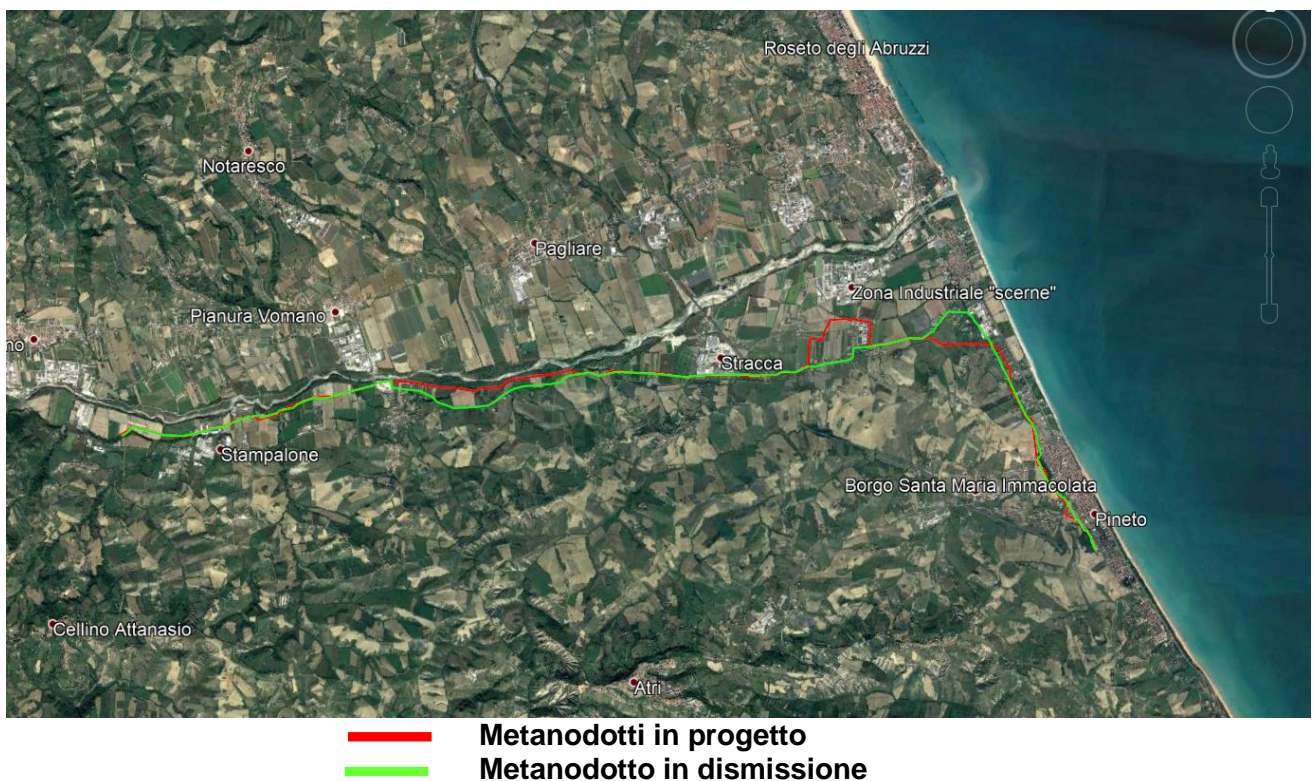 Roseto degli Abruzzi
Notaresco
Pagliare
Zona Industriale "scerne"
Pianura Vomano
no
Stracca
Stampalone
Borgo Santa Maria Immacolata
Pineto
Cellino Attanasio
Atri
Metanodotti in progetto
Metanodotto in dismissione